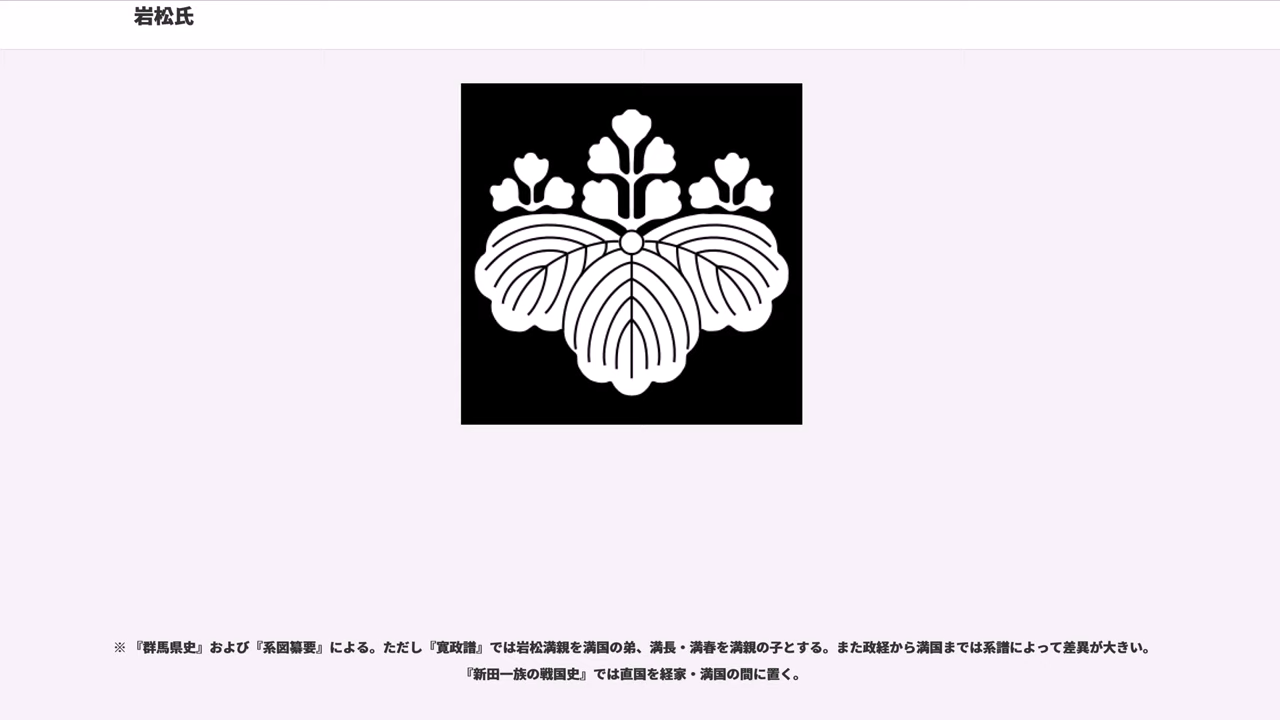 岩松氏
※ 『群馬県史』および『系図纂要』による。ただし『寛政譜』では岩松満親を満国の弟、満長・満春を満親の子とする。また政経から満国までは系譜によって差異が大きい。
『新田一族の戦国史』では直国を経家・満国の間に置く。